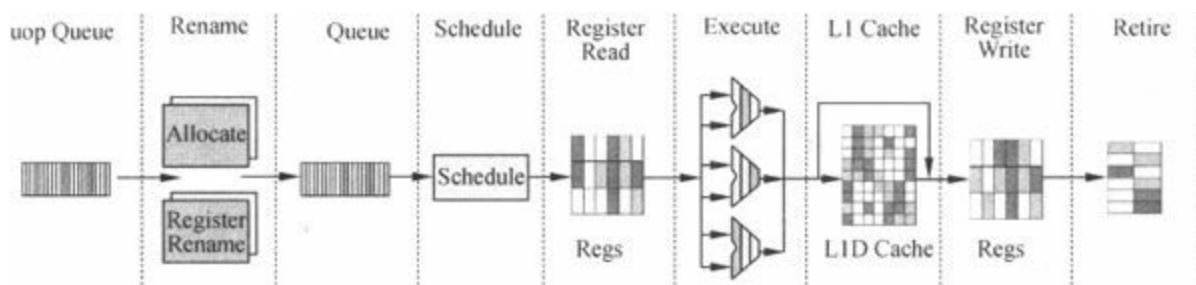 uop Queue
Rename
Queue
Schedule
Register
Read
Execute
L1 Cache
Register
Write
Retire
Allocate
Register
Rename
Schedule
Regs
L1D Cache
Regs